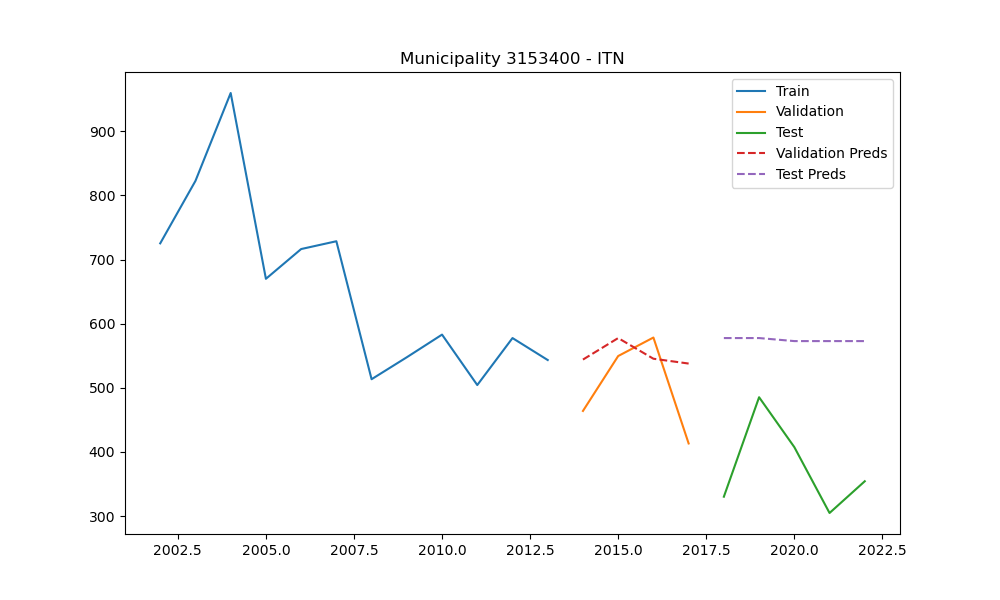 Municipality 3153400 - ITN
Train
Validation
Test
Validation Preds
Test Preds
900
800
700
600
500
400
300
2002.5 2005.0 2007.5 2010.0 2012.5 2015.0 2017.5 2020.0 2022.5